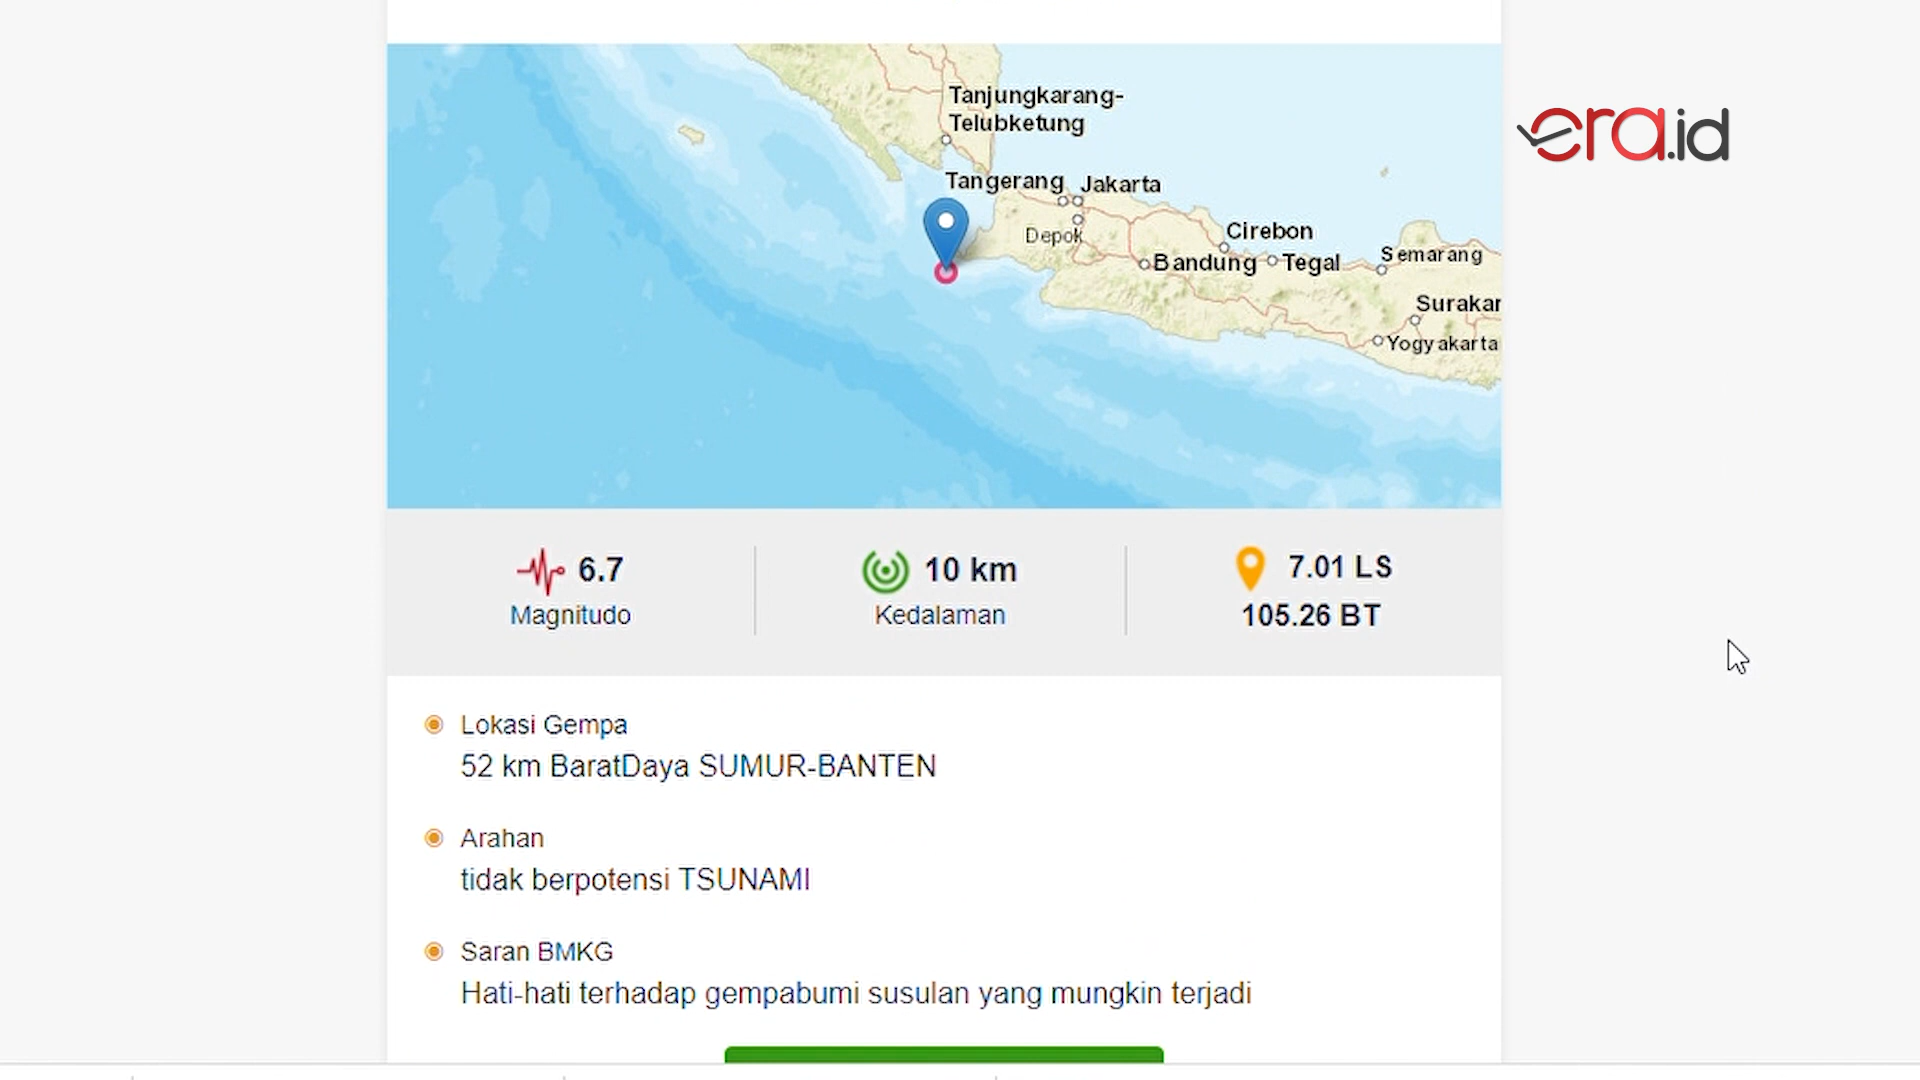 Tanjungkarang-
Telubketung
era.id
Tangerang
Jakarta
Depok
Cirebon
Bandung
Tegal
Semarang
Surakar
Yogyakarta
6.7
Magnitudo
10 km
Kedalaman
7.01 LS
105.26 BT
Lokasi Gempa
52 km BaratDaya SUMUR-BANTEN
Arahan
tidak berpotensi TSUNAMI
Saran BMKG
Hati-hati terhadap gempabumi susulan yang mungkin terjadi